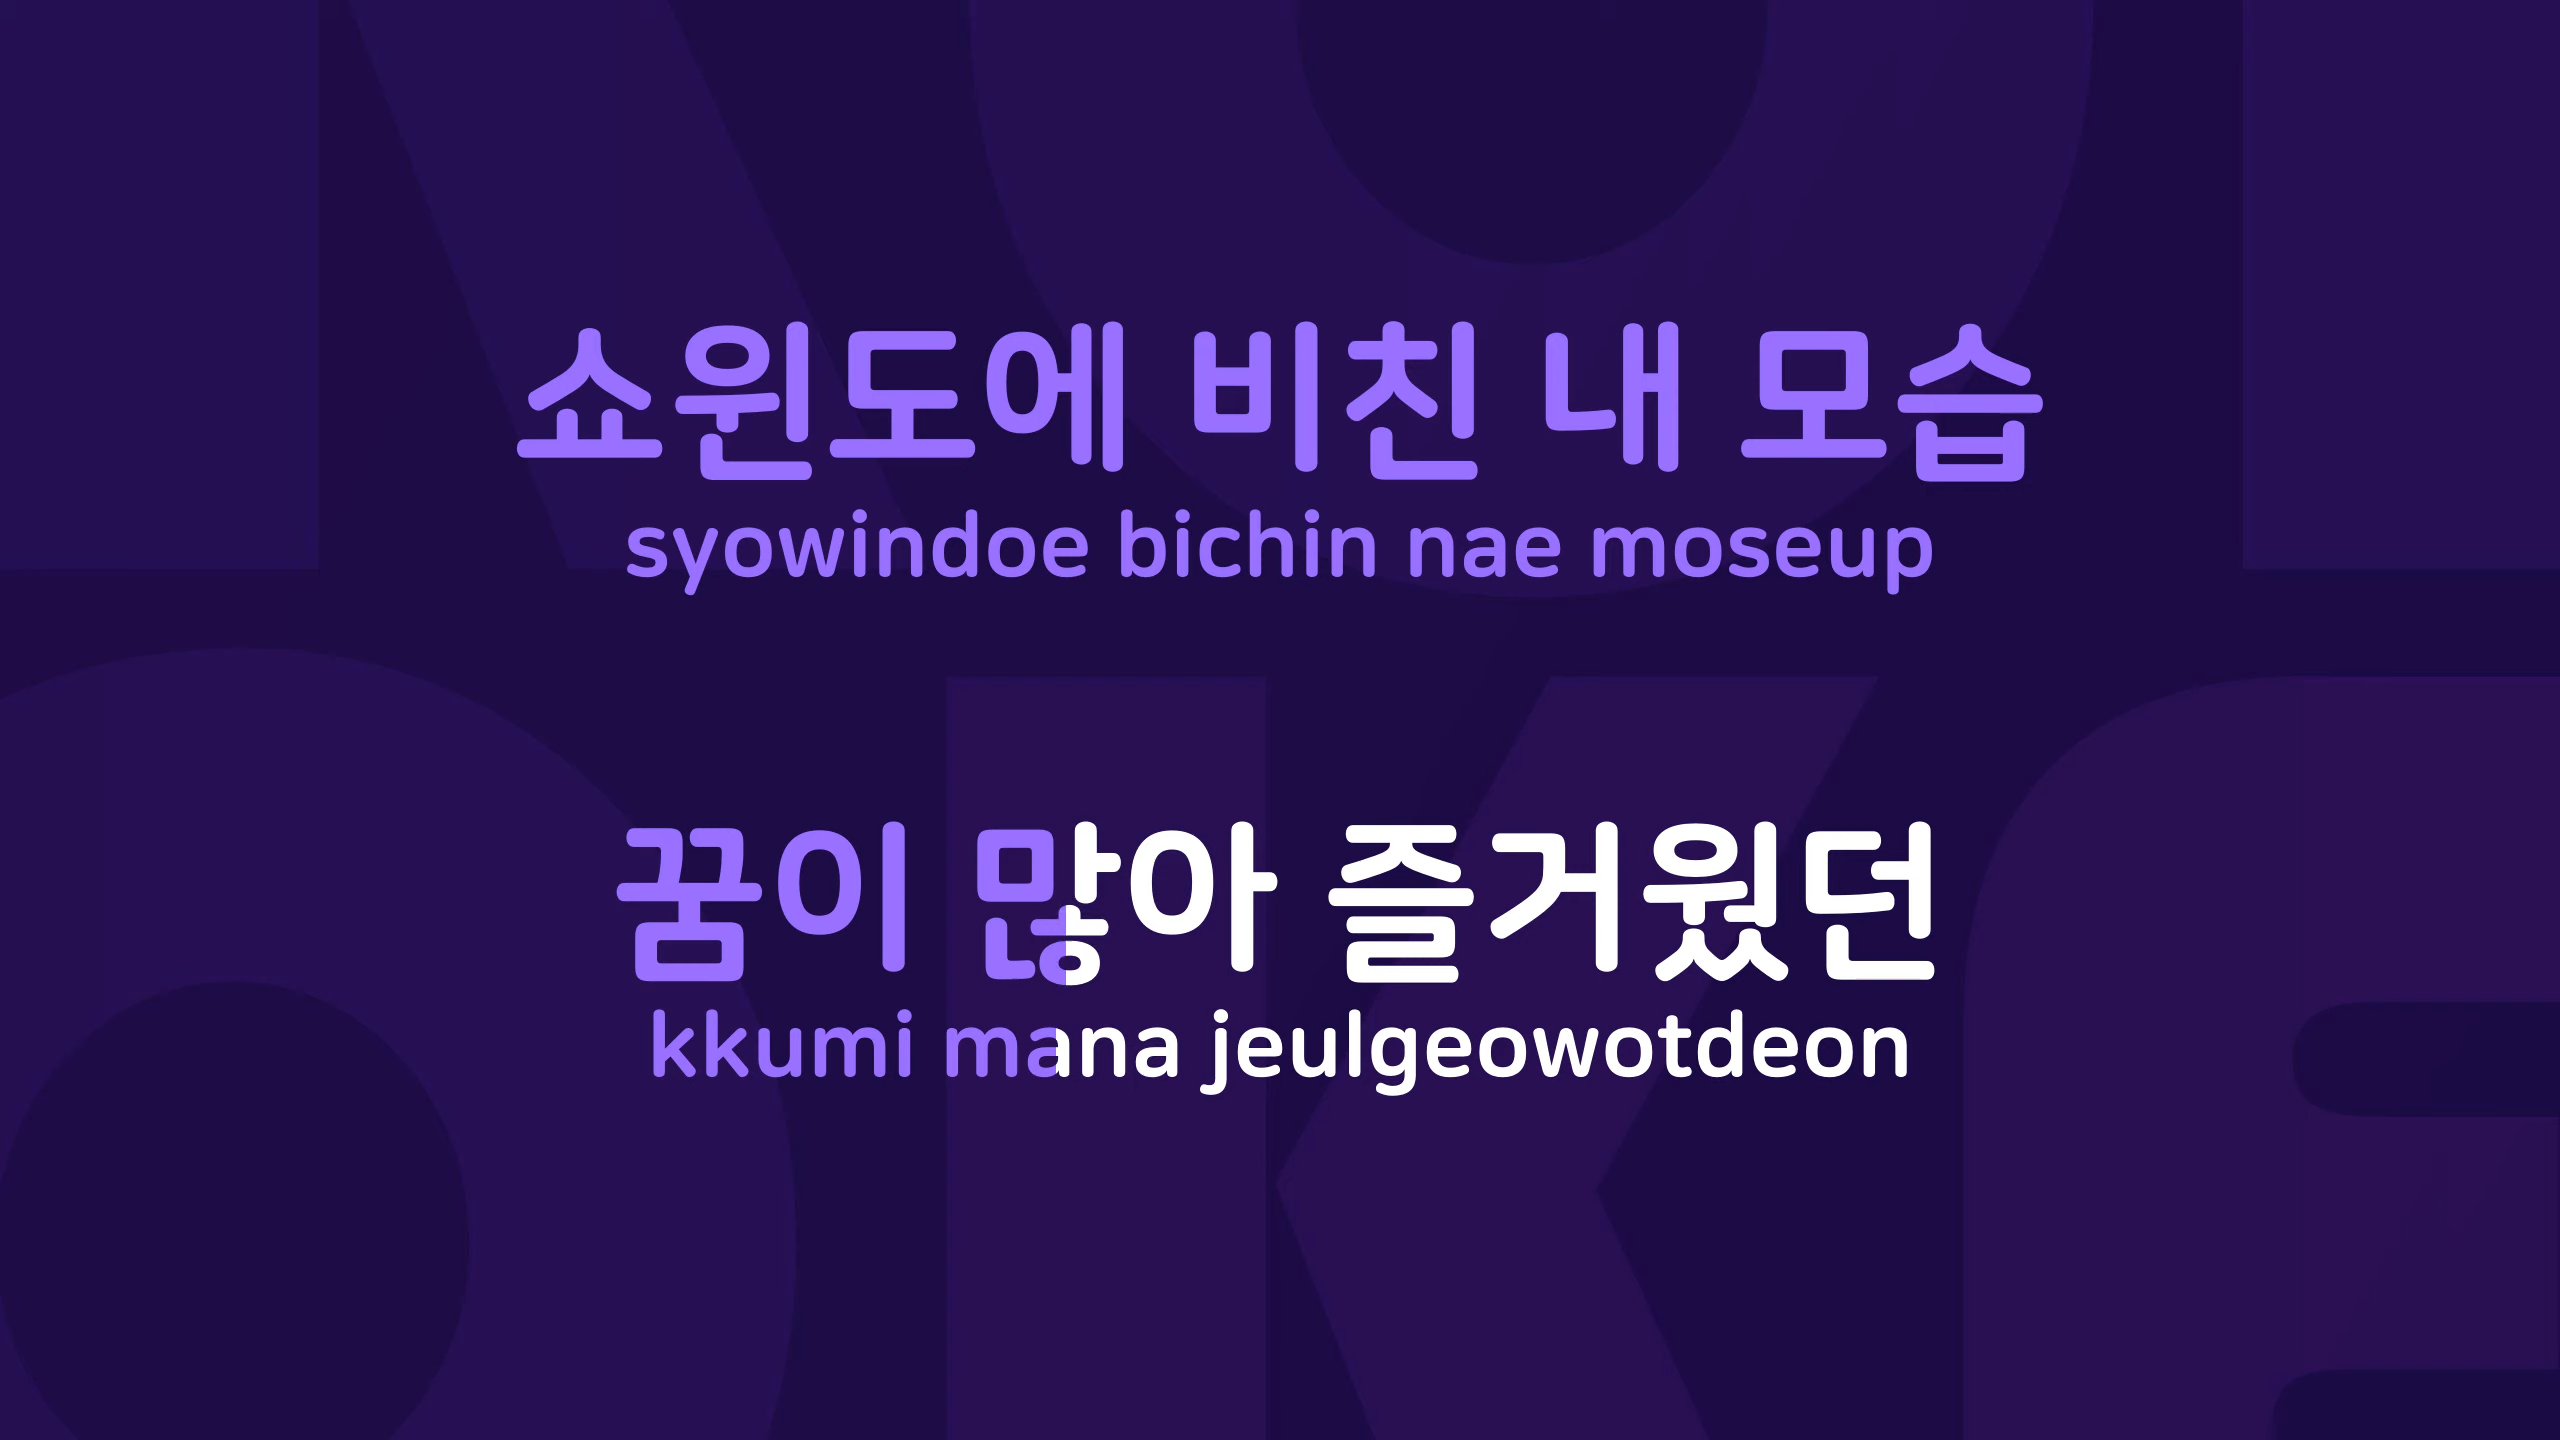 쇼윈도에 비친 내 모습
syowindoe bichin nae moseup
꿈이 많아 즐거웠던
kkumi mana jeulgeowotdeon